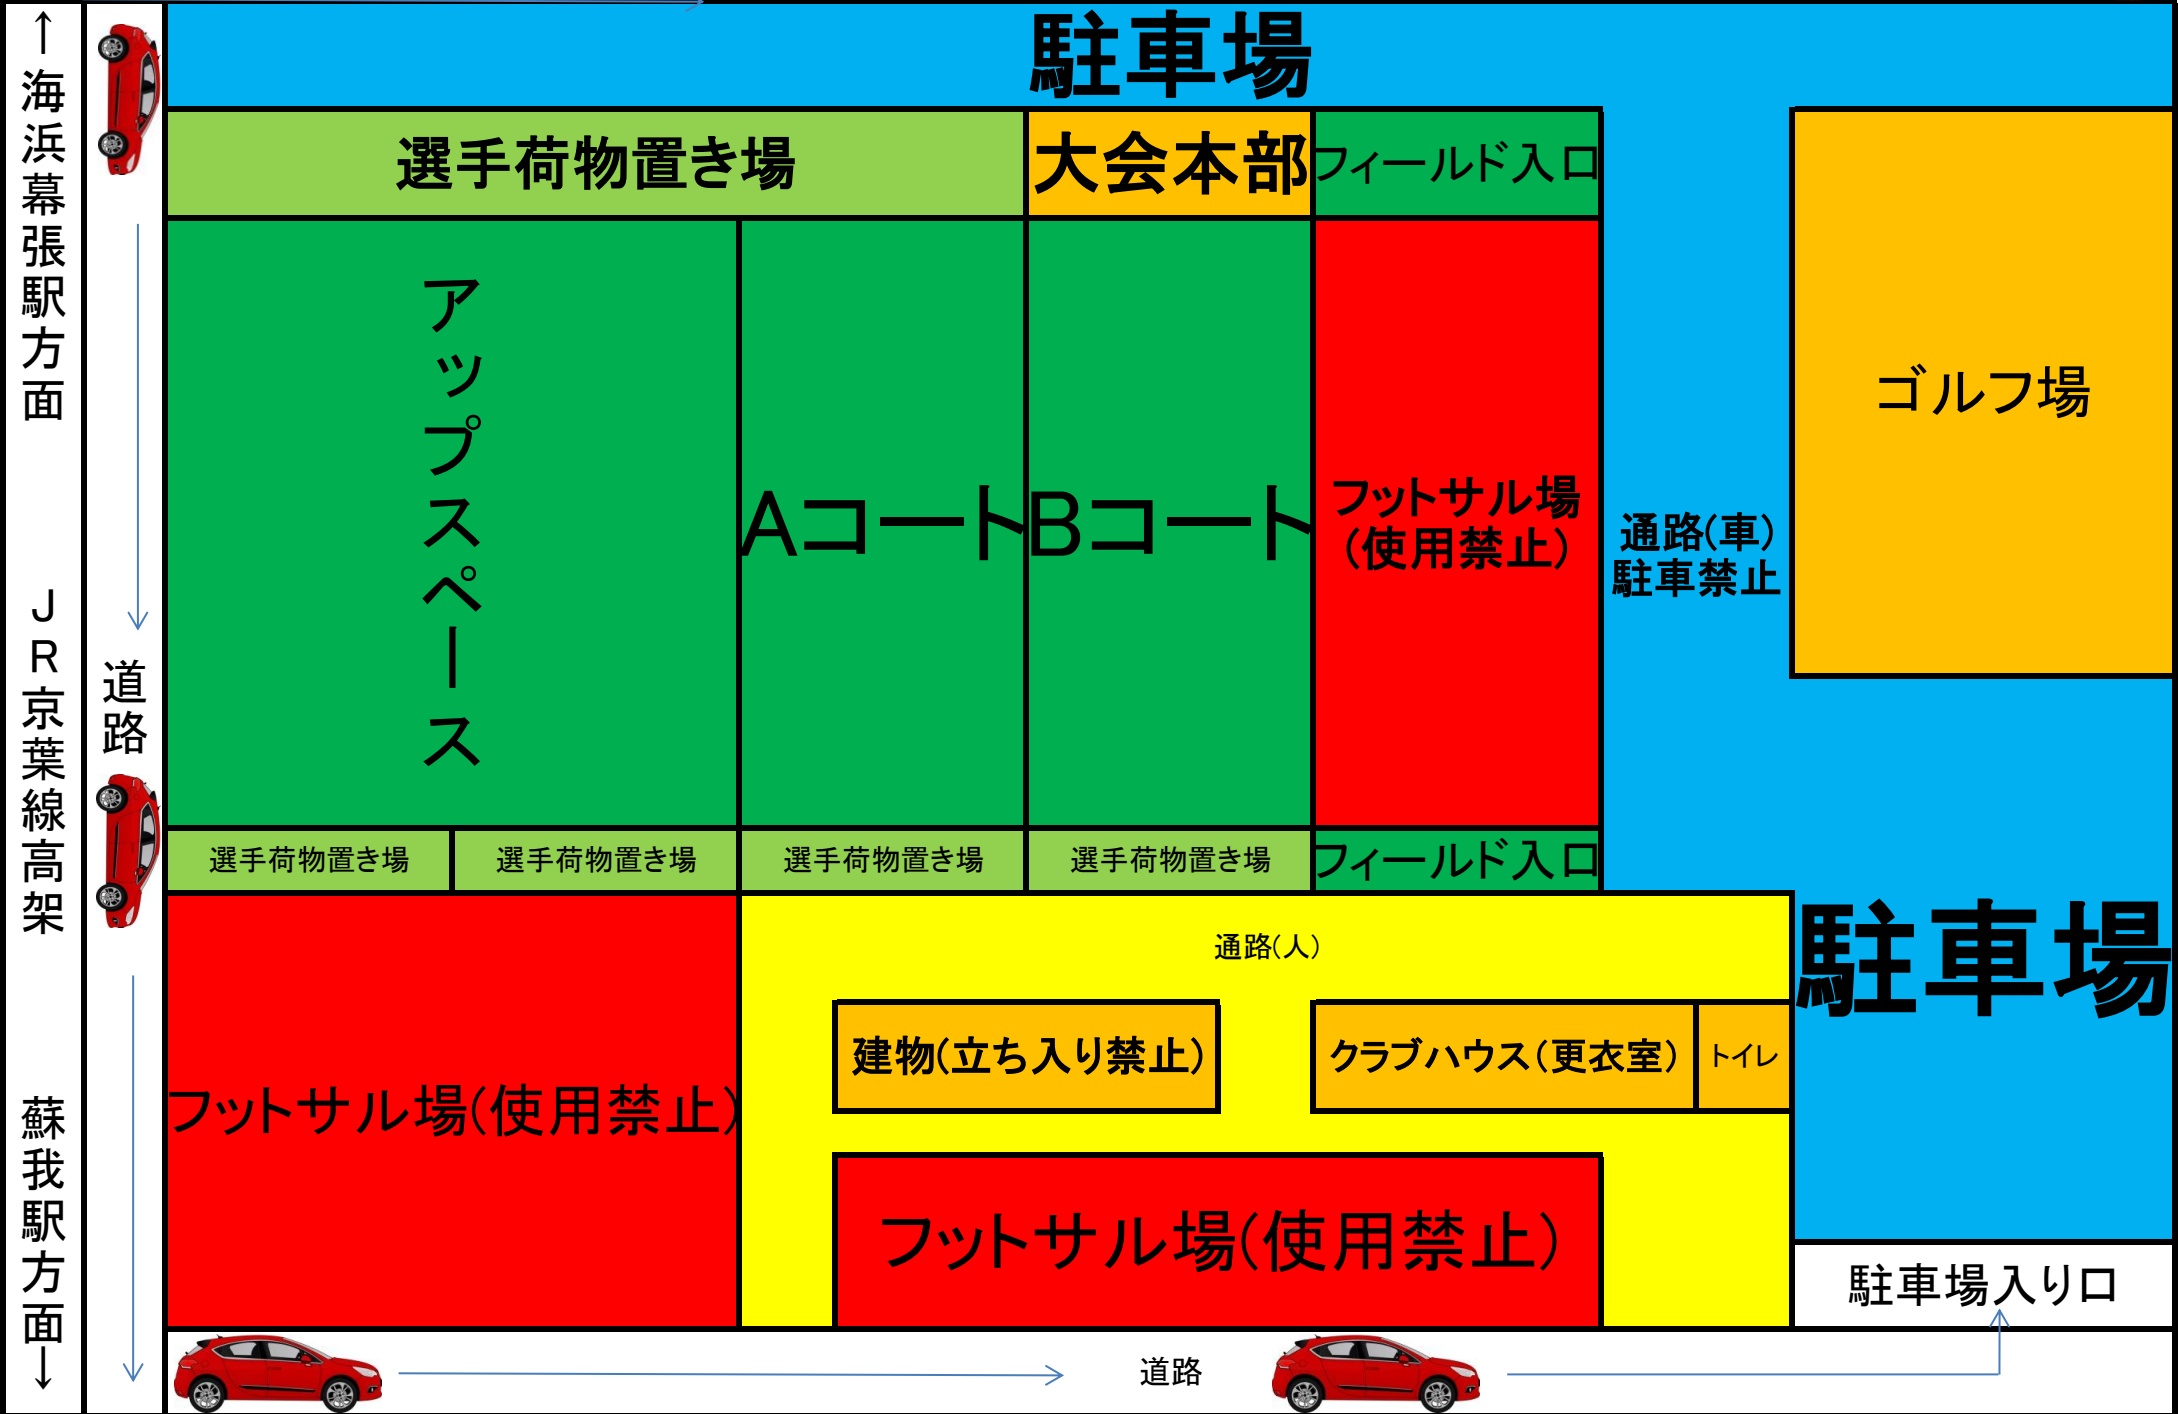 ↑海浜幕張駅方面
JR京葉線高架
蘇我駅方面↓
道路
駐車場
選手荷物置き場
大会本部
フィールド入口
アップスペース
Aコート
Bコート
フットサル場
(使用禁止)
通路(車)
駐車禁止
ゴルフ場
選手荷物置き場
選手荷物置き場
選手荷物置き場
選手荷物置き場
フィールド入口
駐車場
通路(人)
建物(立ち入り禁止)
クラブハウス(更衣室)
トイレ
フットサル場(使用禁止)
フットサル場(使用禁止)
駐車場入り口
道路